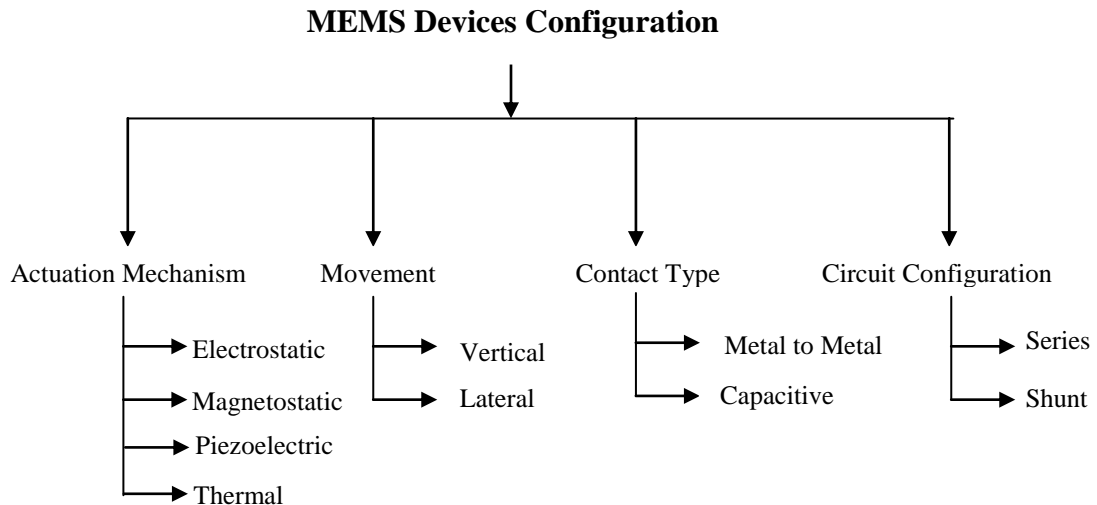 MEMS Devices Configuration
Actuation Mechanism
Electrostatic
Magnetostatic
Piezoelectric
Thermal
Movement
Vertical
Lateral
Contact Type
Metal to Metal
Capacitive
Circuit Configuration
Series
Shunt